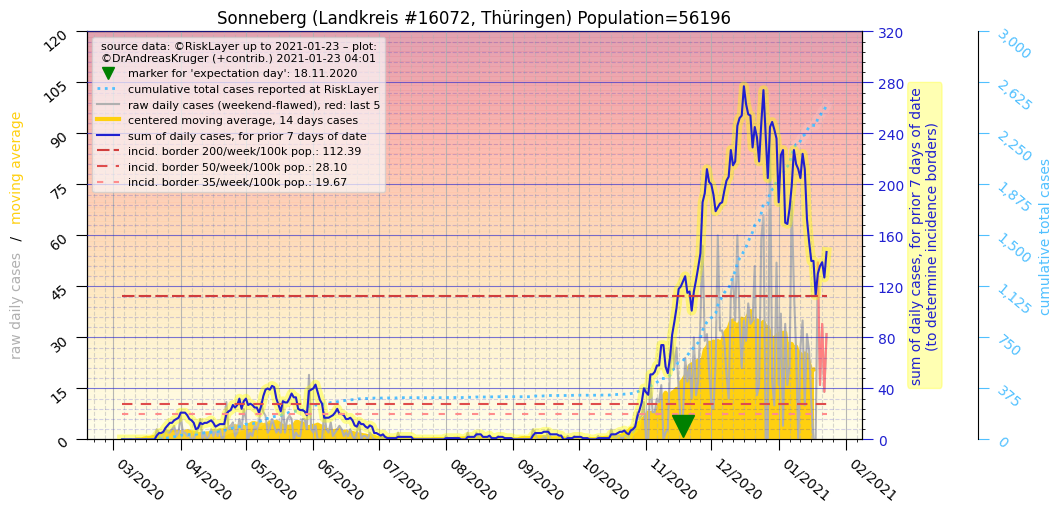 Sonneberg (Landkreis #16072, Thüringen) Population=56196
source data: ©RiskLayer up to 2021-01-23 – plot:
©DrAndreasKruger (+contrib.) 2021-01-23 04:01
marker for 'expectation day': 18.11.2020
cumulative total cases reported at RiskLayer
raw daily cases (weekend-flawed), red: last 5
centered moving average, 14 days cases
sum of daily cases, for prior 7 days of date
incid. border 200/week/100k pop.: 112.39
incid. border 50/week/100k pop.: 28.10
incid. border 35/week/100k pop.: 19.67
raw daily cases / moving average
120
105
90
75
60
45
30
15
0
03/2020
04/2020
05/2020
06/2020
07/2020
08/2020
09/2020
10/2020
11/2020
12/2020
01/2021
02/2021
320
280
240
200
160
120
80
40
0
sum of daily cases, for prior 7 days of date
(to determine incidence borders)
3,000
2,625
2,250
1,875
1,500
1,125
750
375
0
cumulative total cases